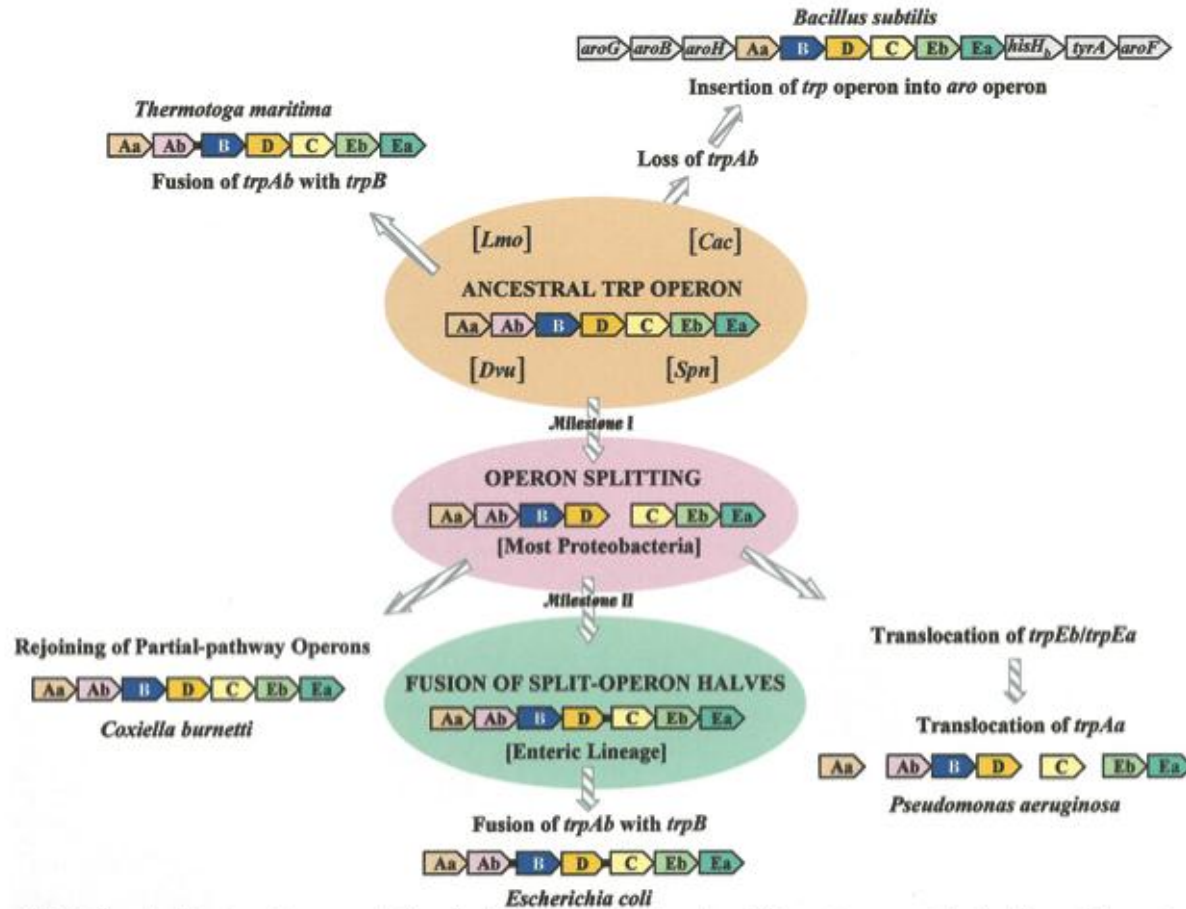 Bacillus subtilis
aroG aroB aroH Aa B D C Eb Ea hisHb tyrA aroF
Insertion of trp operon into aro operon
Loss of trpAb
Thermotoga maritima
Aa Ab B D C Eb Ea
Fusion of trpAb with trpB
[Lmo] [Cac]
ANCESTRAL TRP OPERON
Aa Ab B D C Eb Ea
[Dvu] [Spn]
Milestone I
OPERON SPLITTING
Aa Ab B D C Eb Ea
[Most Proteobacteria]
Milestone II
Rejoining of Partial-pathway Operons
Aa Ab B D C Eb Ea
Coxiella burnetti
FUSION OF SPLIT-OPERON HALVES
Aa Ab B D C Eb Ea
[Enteric Lineage]
Fusion of trpAb with trpB
Aa Ab B D C Eb Ea
Escherichia coli
Translocation of trpEb/trpEa
Translocation of trpAa
Aa Ab B D C Eb Ea
Pseudomonas aeruginosa